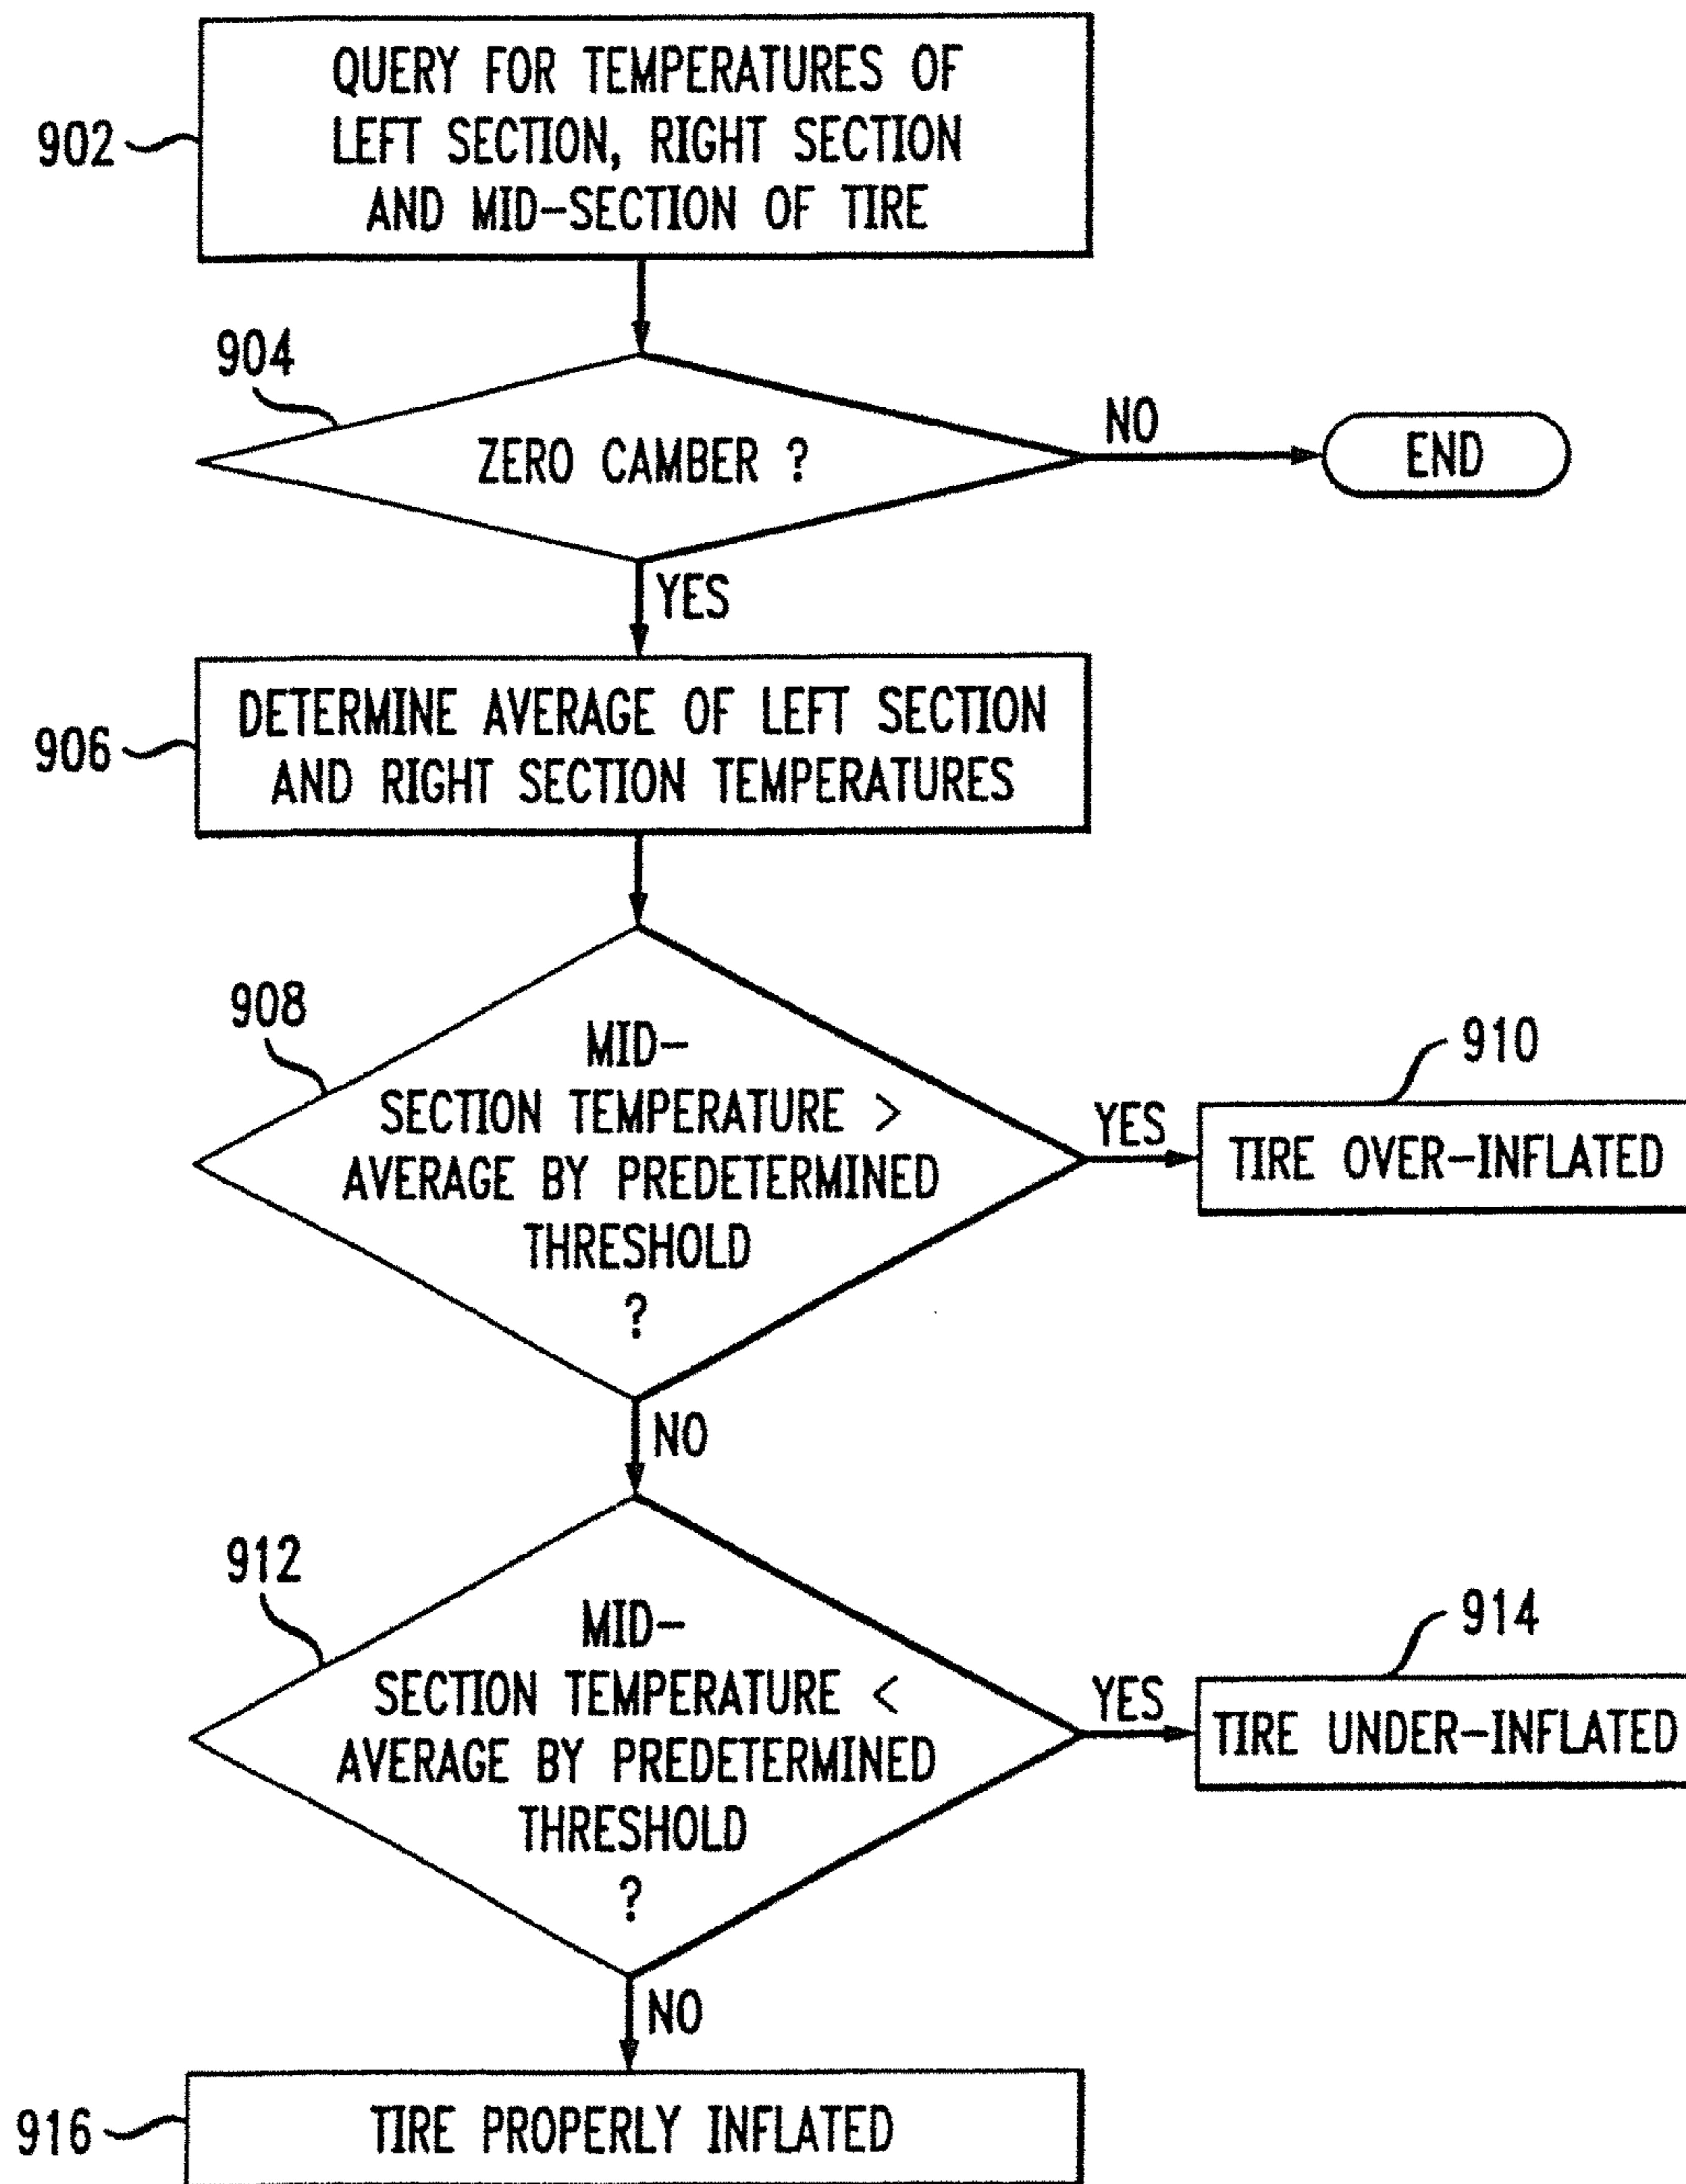 QUERY FOR TEMPERATURES OF
LEFT SECTION, RIGHT SECTION
AND MID-SECTION OF TIRE
902
904
ZERO CAMBER ?
NO
END
YES
906
DETERMINE AVERAGE OF LEFT SECTION
AND RIGHT SECTION TEMPERATURES
908
MID-
SECTION TEMPERATURE >
AVERAGE BY PREDETERMINED
THRESHOLD
?
YES
910
TIRE OVER-INFLATED
NO
912
MID-
SECTION TEMPERATURE <
AVERAGE BY PREDETERMINED
THRESHOLD
?
YES
914
TIRE UNDER-INFLATED
NO
916
TIRE PROPERLY INFLATED